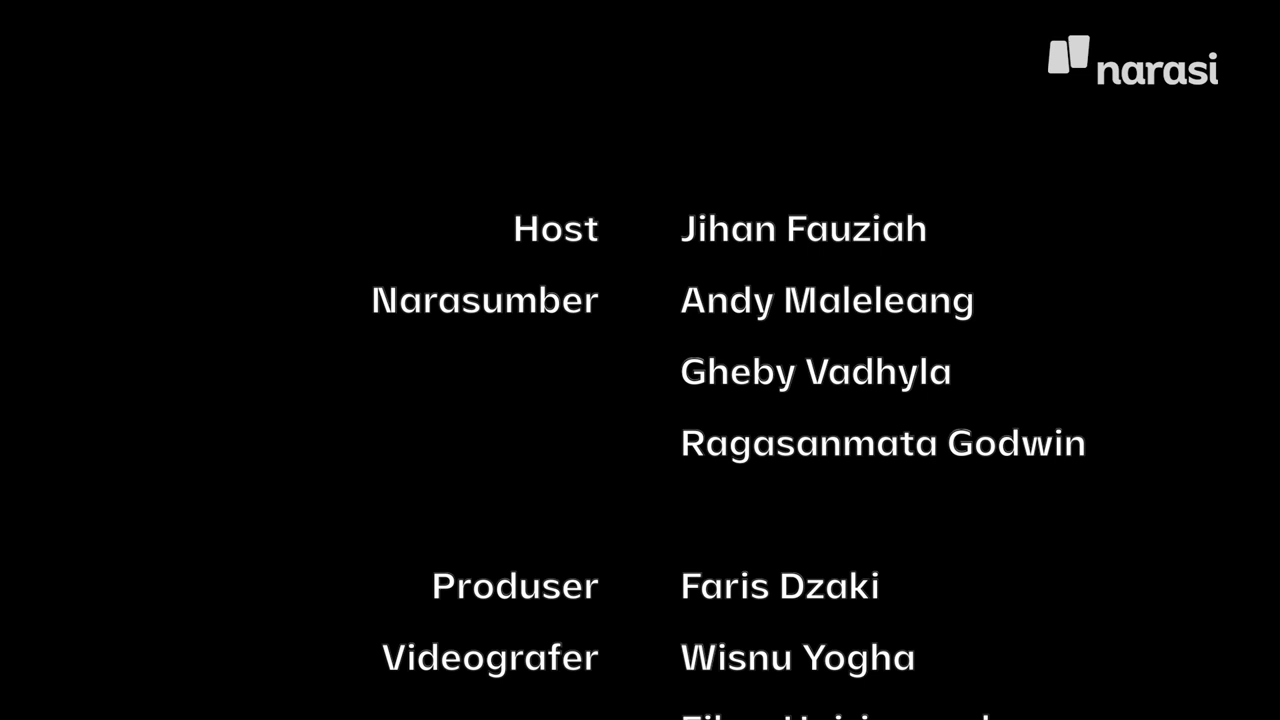 narasi
Host Jihan Fauziah
Narasumber Andy Maleleang
Gheby Vadhyla
Ragasanmata Godwin
Produser Faris Dzaki
Videografer Wisnu Yogha